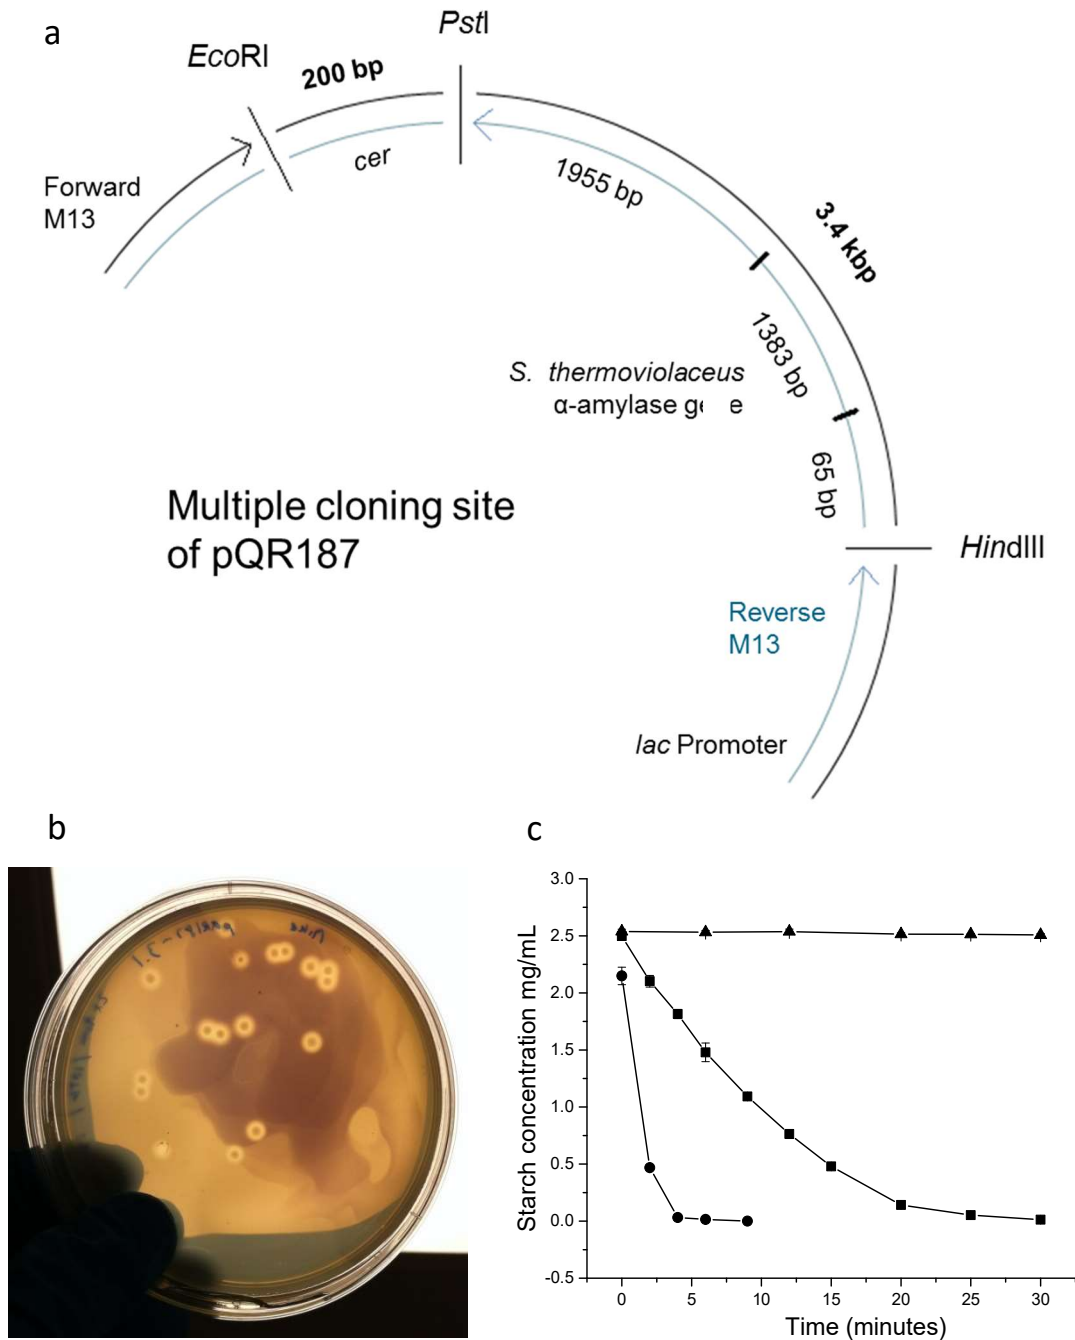 a
PstI
EcoRI
200 bp
cer
1955 bp
Forward
M13
3.4 kbp
1383 bp
S. thermoviolaceus
α-amylase ge e
65 bp
Multiple cloning site
of pQR187
HindIII
Reverse
M13
lac Promoter
b
c
3.0
2.5
2.0
1.5
1.0
0.5
0.0
-0.5
Starch concentration mg/mL
0 5 10 15 20 25 30
Time (minutes)